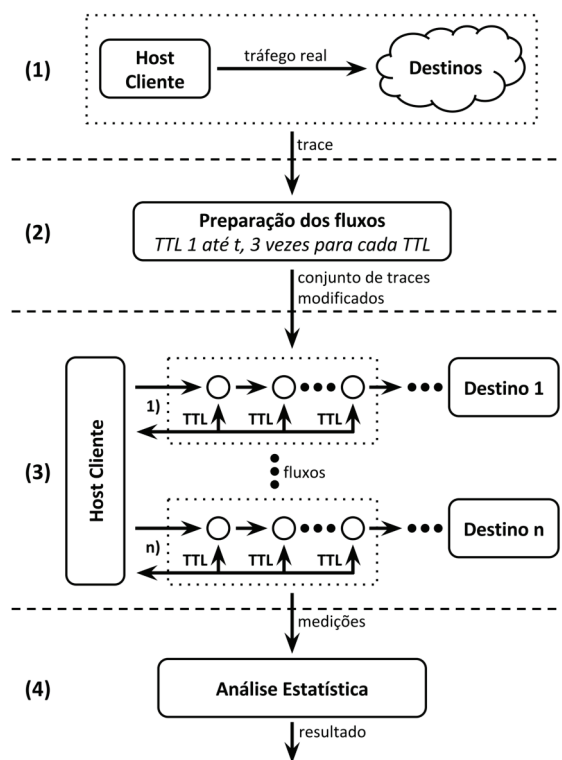 (1)
Host
Cliente
tráfego real
Destinos
trace
(2)
Preparação dos fluxos
TTL 1 até t, 3 vezes para cada TTL
conjunto de traces
modificados
(3)
Host Cliente
1)
TTL TTL TTL
Destino 1
fluxos
n)
TTL TTL TTL
Destino n
medições
(4)
Análise Estatística
resultado